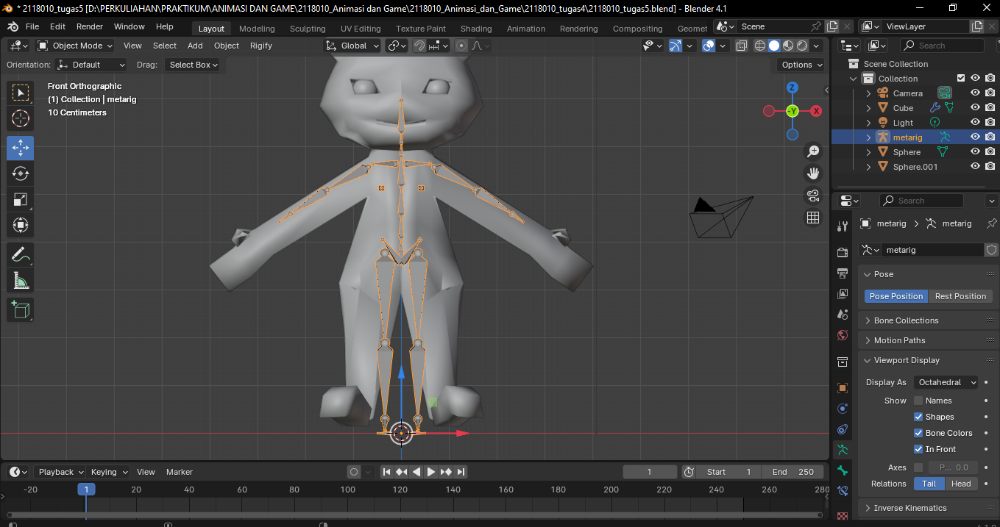 * 2118010_tugas5 [D:\PERKULIAHAN\PRAKTIKUM\ANIMASI DAN GAME\2118010_Animasi dan Game\2118010_Animasi_dan_Game\2118010_tugas4\2118010_tugas5.blend] - Blender 4.1
File Edit Render Window Help Layout Modeling Sculpting UV Editing Texture Paint Shading Animation Rendering Compositing Geomet Scene ViewLayer
Object Mode View Select Add Object Rigify Global Search
Orientation: Default Drag: Select Box Options
Front Orthographic
(1) Collection | metarig
10 Centimeters
Z
-Y
X
Scene Collection
Collection
Camera
Cube
Light
metarig
Sphere
Sphere.001
Search
metarig > metarig
metarig
Pose
Pose Position Rest Position
Bone Collections
Motion Paths
Viewport Display
Display As Octahedral
Show Names
Shapes
Bone Colors
In Front
Axes P... 0.0
Relations Tail Head
Inverse Kinematics
Playback Keying View Marker 1 Start 1 End 250
-20 1 20 40 60 80 100 120 140 160 180 200 220 240 260 280